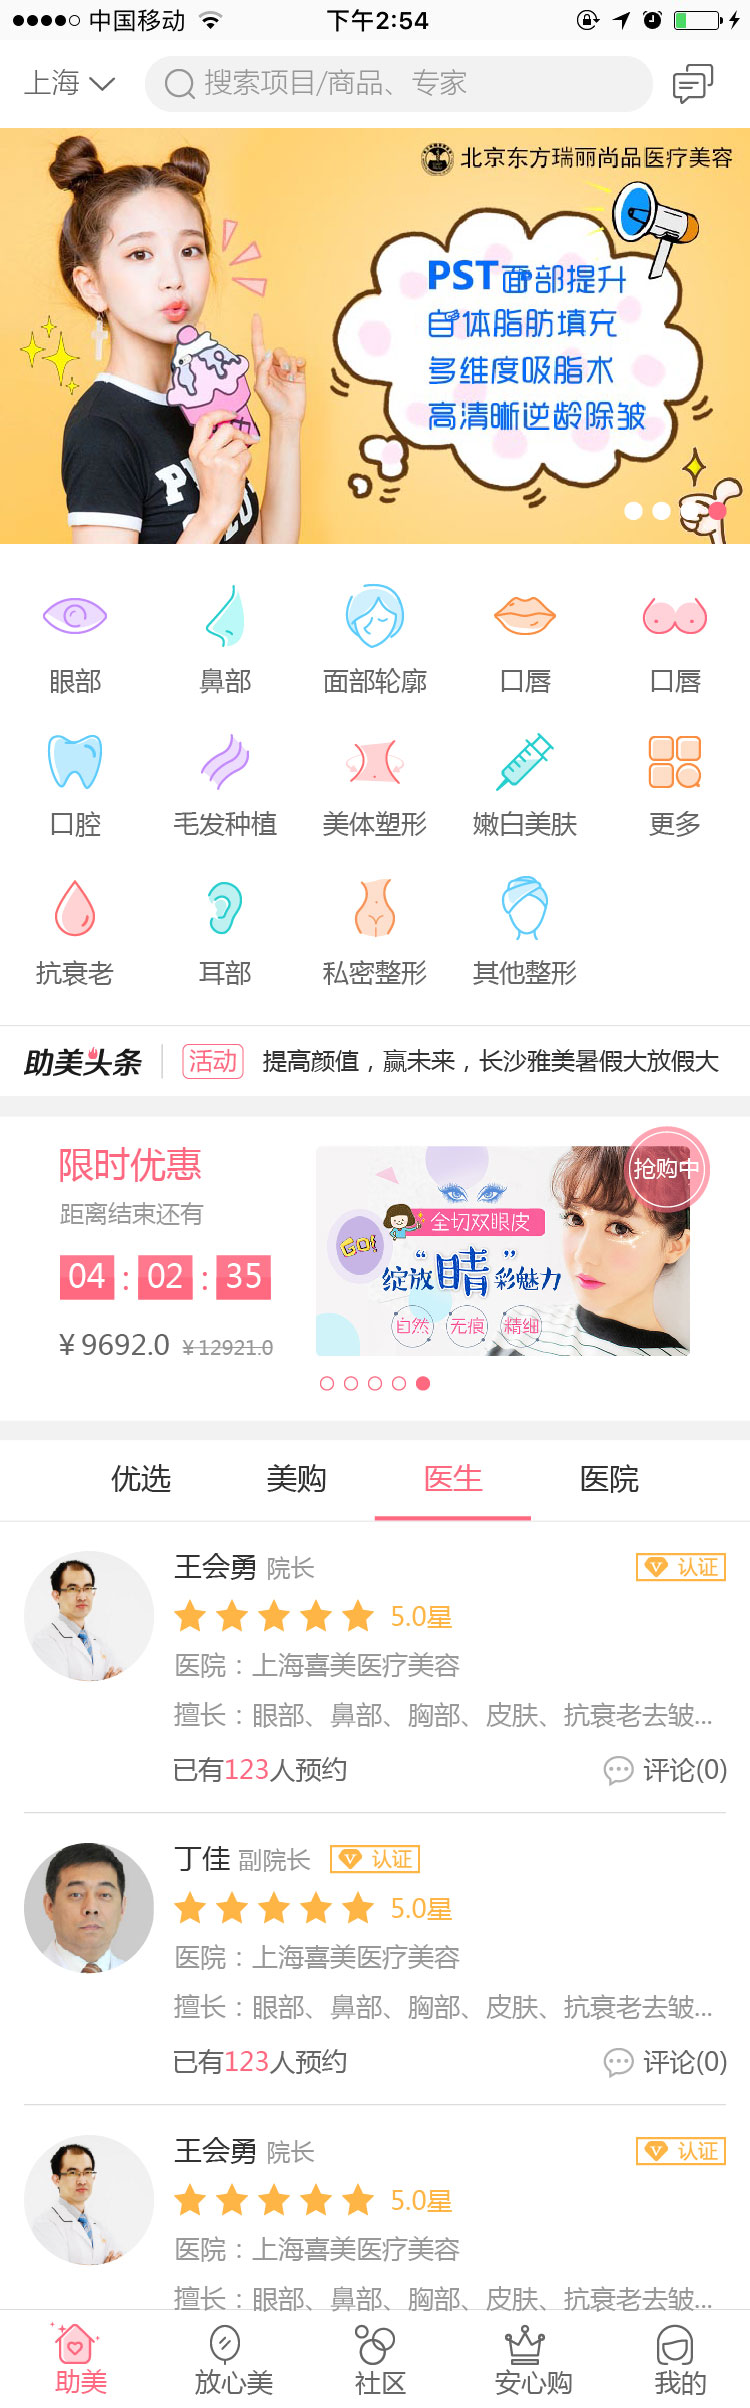 中国移动 下午2:54
上海 搜索项目/商品、专家
北京东方瑞丽尚品医疗美容
PST面部提升
自体脂肪填充
多维度吸脂术
高清晰逆龄除皱
眼部 鼻部 面部轮廓 口唇 口唇
口腔 毛发种植 美体塑形 嫩白美肤 更多
抗衰老 耳部 私密整形 其他整形
助美头条 活动 提高颜值，赢未来，长沙雅美暑假大放假大
限时优惠
距离结束还有
04 : 02 : 35
¥9692.0 ¥12921.0
抢购中
全切双眼皮
GO!
绽放“睛”彩魅力
自然 无痕 精细
优选 美购 医生 医院
王会勇 院长 认证
5.0星
医院：上海喜美医疗美容
擅长：眼部、鼻部、胸部、皮肤、抗衰老去皱...
已有123人预约 评论(0)
丁佳 副院长 认证
5.0星
医院：上海喜美医疗美容
擅长：眼部、鼻部、胸部、皮肤、抗衰老去皱...
已有123人预约 评论(0)
王会勇 院长 认证
5.0星
医院：上海喜美医疗美容
擅长：眼部、鼻部、胸部、皮肤、抗衰老去皱...
助美 放心美 社区 安心购 我的